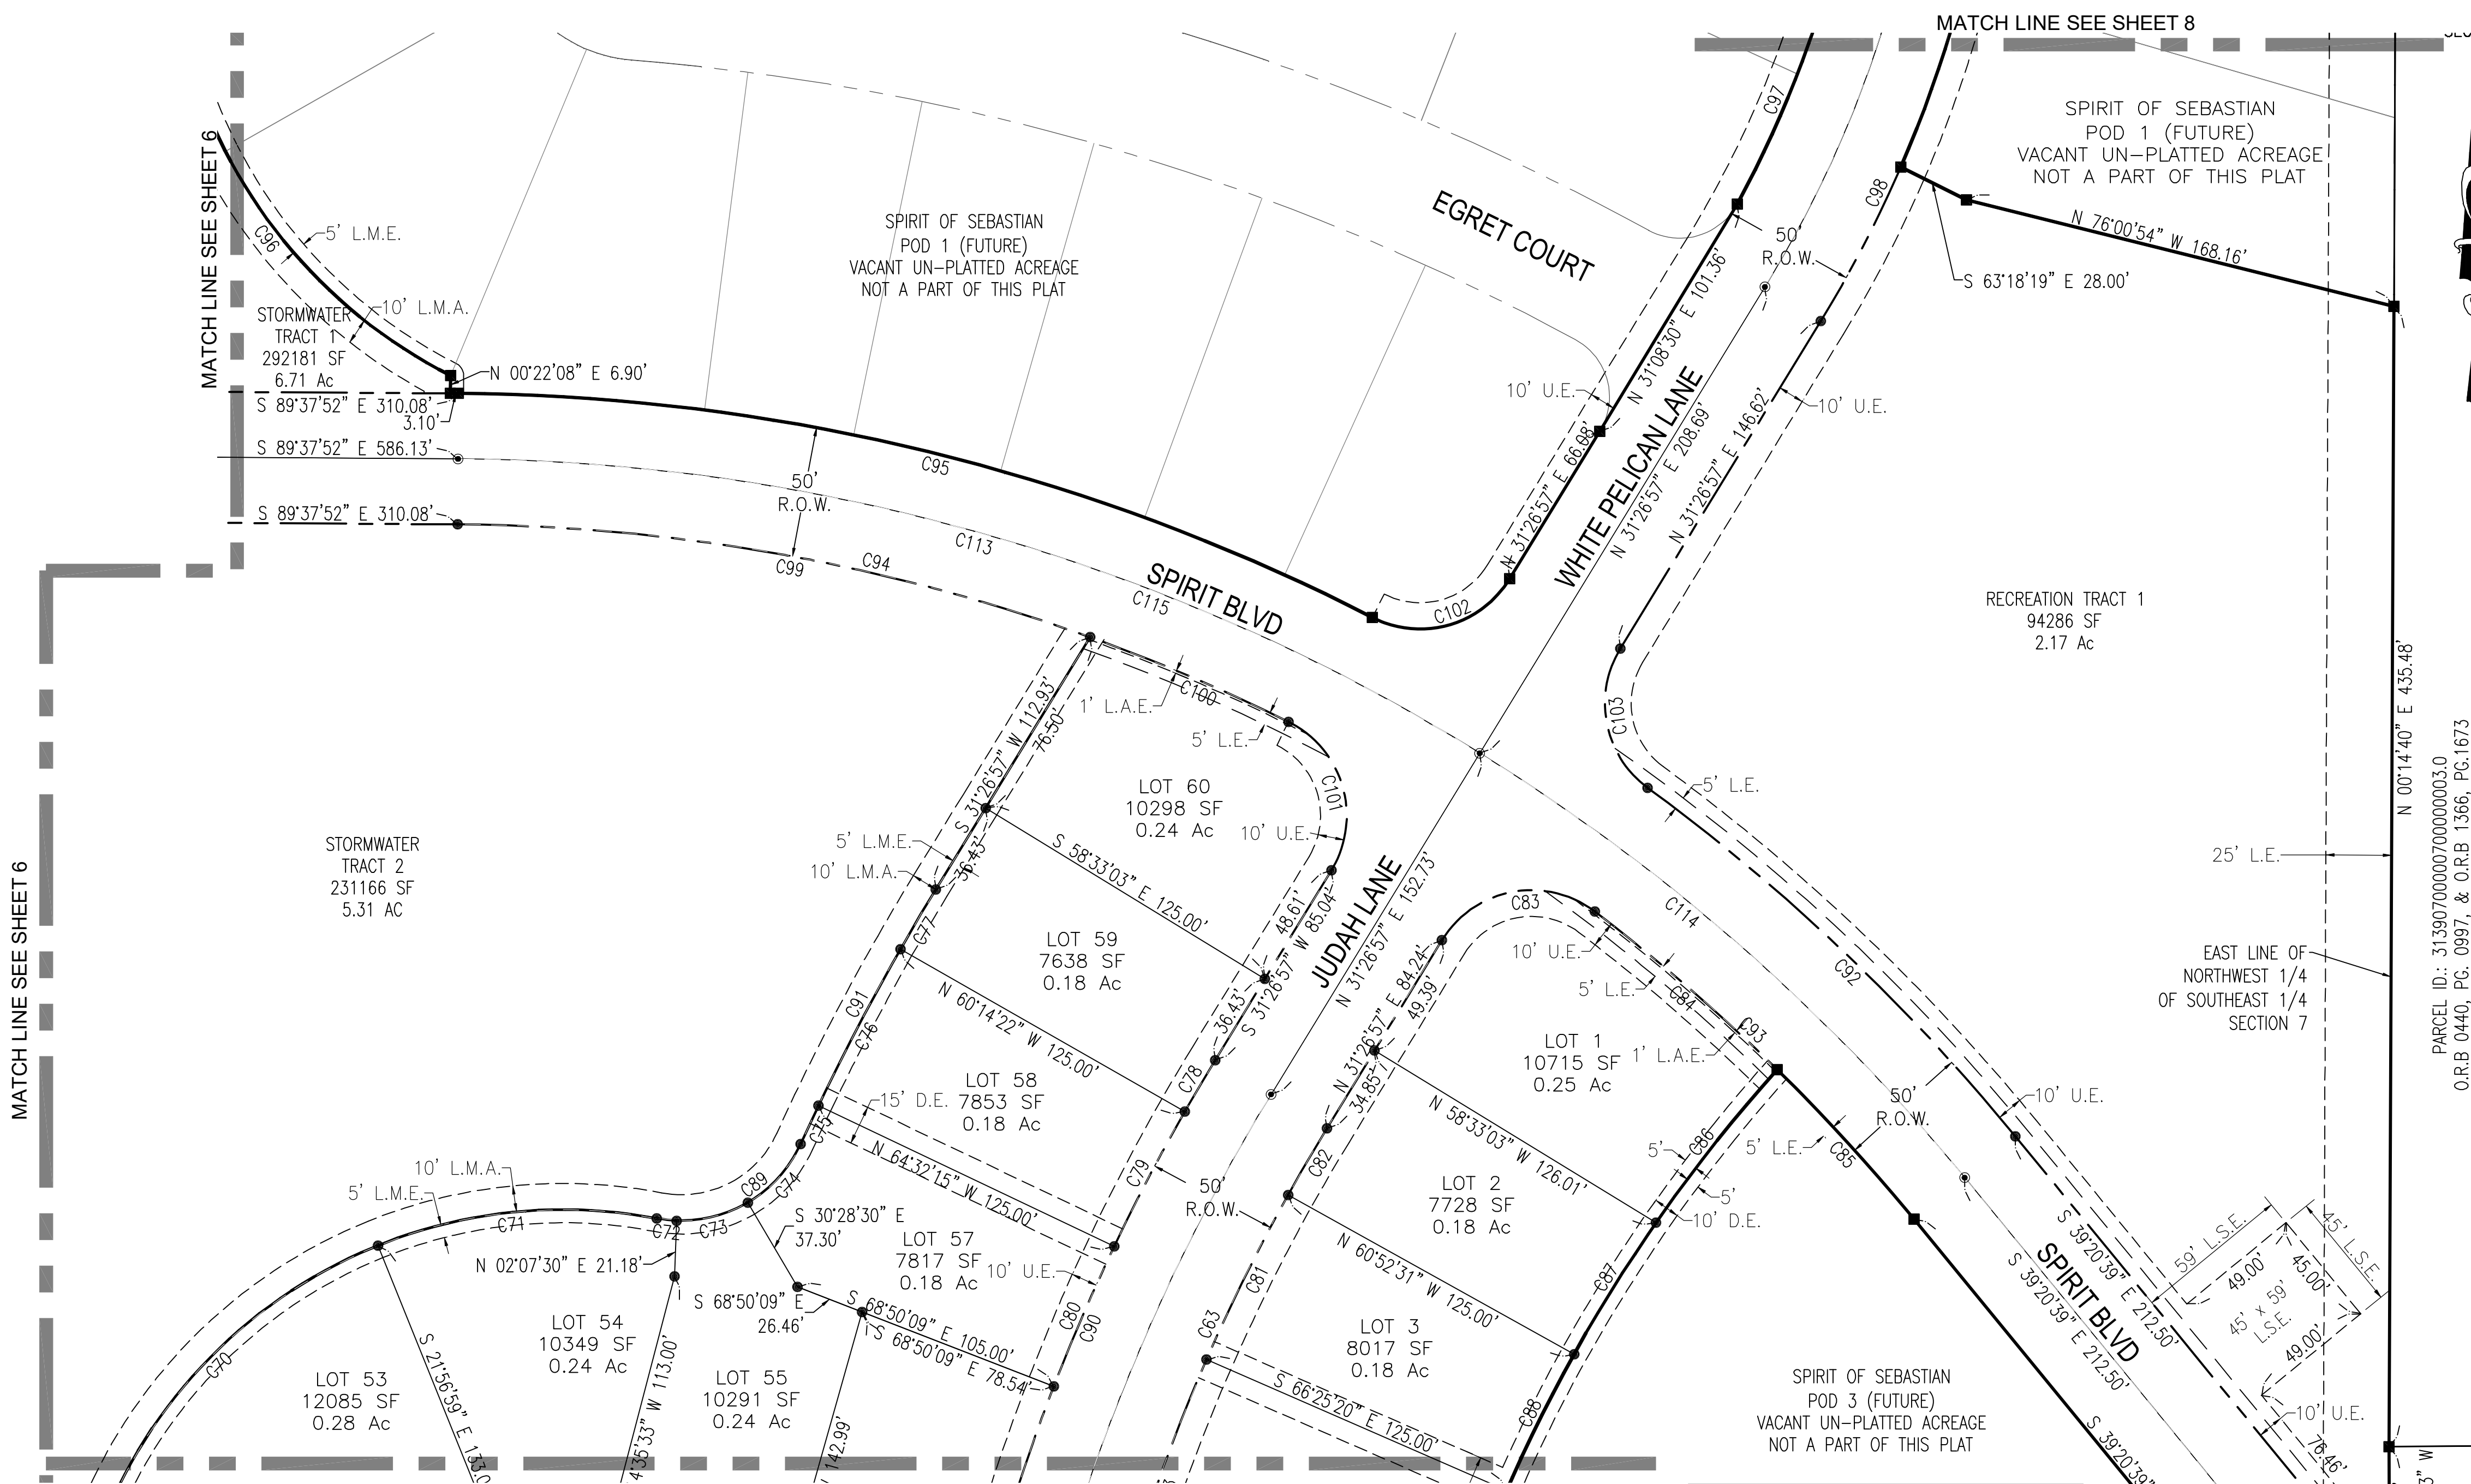 MATCH LINE SEE SHEET 8
MATCH LINE SEE SHEET 6
SPIRIT OF SEBASTIAN
POD 1 (FUTURE)
VACANT UN-PLATTED ACREAGE
NOT A PART OF THIS PLAT
SPIRIT OF SEBASTIAN
POD 1 (FUTURE)
VACANT UN-PLATTED ACREAGE
NOT A PART OF THIS PLAT
C97
C98
C96
5' L.M.E.
10' L.M.A.
STORMWATER
TRACT 1
292181 SF
6.71 Ac
N 00°22'08" E 6.90'
S 89°37'52" E 310.08'
3.10'
S 89°37'52" E 586.13'
S 89°37'52" E 310.08'
EGRET COURT
50'
R.O.W.
N 76°00'54" W 168.16'
S 63°18'19" E 28.00'
N 31°08'30" E 101.36'
10' U.E.
10' U.E.
N 31°26'57" E 66.08'
WHITE PELICAN LANE
N 31°26'57" E 208.69'
N 31°26'57" E 146.62'
C95
50'
R.O.W.
C113
C99
C94
C115
SPIRIT BLVD
C102
C103
RECREATION TRACT 1
94286 SF
2.17 Ac
N 00°14'40" E 435.48'
PARCEL ID.: 31390700000700000003.0
O.R.B 0440, PG. 0997, & O.R.B 1366, PG.1673
C100
1' L.A.E.
5' L.E.
S 31°26'57" W 112.93'
76.50'
LOT 60
10298 SF
0.24 Ac
C101
10' U.E.
5' L.E.
25' L.E.
STORMWATER
TRACT 2
231166 SF
5.31 AC
MATCH LINE SEE SHEET 6
5' L.M.E.
10' L.M.A.
36.43'
S 58°33'03" E 125.00'
48.61'
S 31°26'57" W 85.04'
JUDAH LANE
N 31°26'57" E 152.73'
C83
C114
10' U.E.
5' L.E.
C84
C93
C92
EAST LINE OF
NORTHWEST 1/4
OF SOUTHEAST 1/4
SECTION 7
C77
LOT 59
7638 SF
0.18 Ac
N 60°14'22" W 125.00'
36.43'
N 31°26'57" E 84.24'
49.39'
LOT 1
10715 SF
0.25 Ac
1' L.A.E.
C91
C76
LOT 58
7853 SF
0.18 Ac
C78
34.85'
N 58°33'03" W 126.01'
50'
R.O.W.
10' U.E.
15' D.E.
C75
N 64°32'15" W 125.00'
C79
C82
5'
C86
5' L.E.
C85
10' L.M.A.
5' L.M.E.
C71
C72
C73
C89
C74
50'
R.O.W.
LOT 2
7728 SF
0.18 Ac
5'
10' D.E.
S 30°28'30" E
37.30'
N 02°07'30" E 21.18'
LOT 57
7817 SF
0.18 Ac
10' U.E.
N 60°52'31" W 125.00'
C87
C81
C80
C90
C63
S 68°50'09" E
26.46'
S 68°50'09" E 105.00'
S 68°50'09" E 78.54'
SPIRIT BLVD
S 39°20'39" E 212.50'
S 39°20'39" E 212.50'
59' L.S.E.
45' L.S.E.
49.00'
45.00'
45' x 59'
L.S.E.
49.00'
10' U.E.
76.46'
C70
S 21°56'59" E 133.0
LOT 53
12085 SF
0.28 Ac
LOT 54
10349 SF
0.24 Ac
4°35'33" W 113.00'
LOT 55
10291 SF
0.24 Ac
142.99'
LOT 3
8017 SF
0.18 Ac
S 66°25'20" E 125.00'
C88
SPIRIT OF SEBASTIAN
POD 3 (FUTURE)
VACANT UN-PLATTED ACREAGE
NOT A PART OF THIS PLAT
S 39°20'39"
3" W